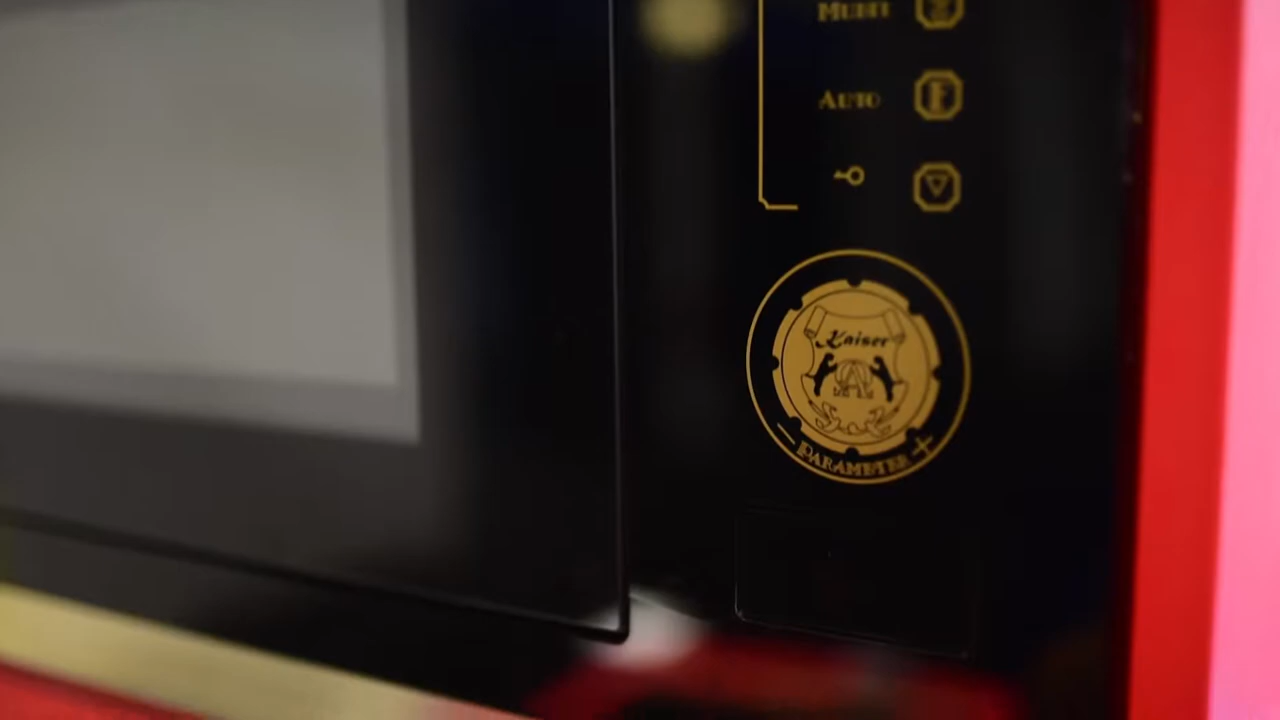 AUTO
F
Kaiser
− PARAMETER +